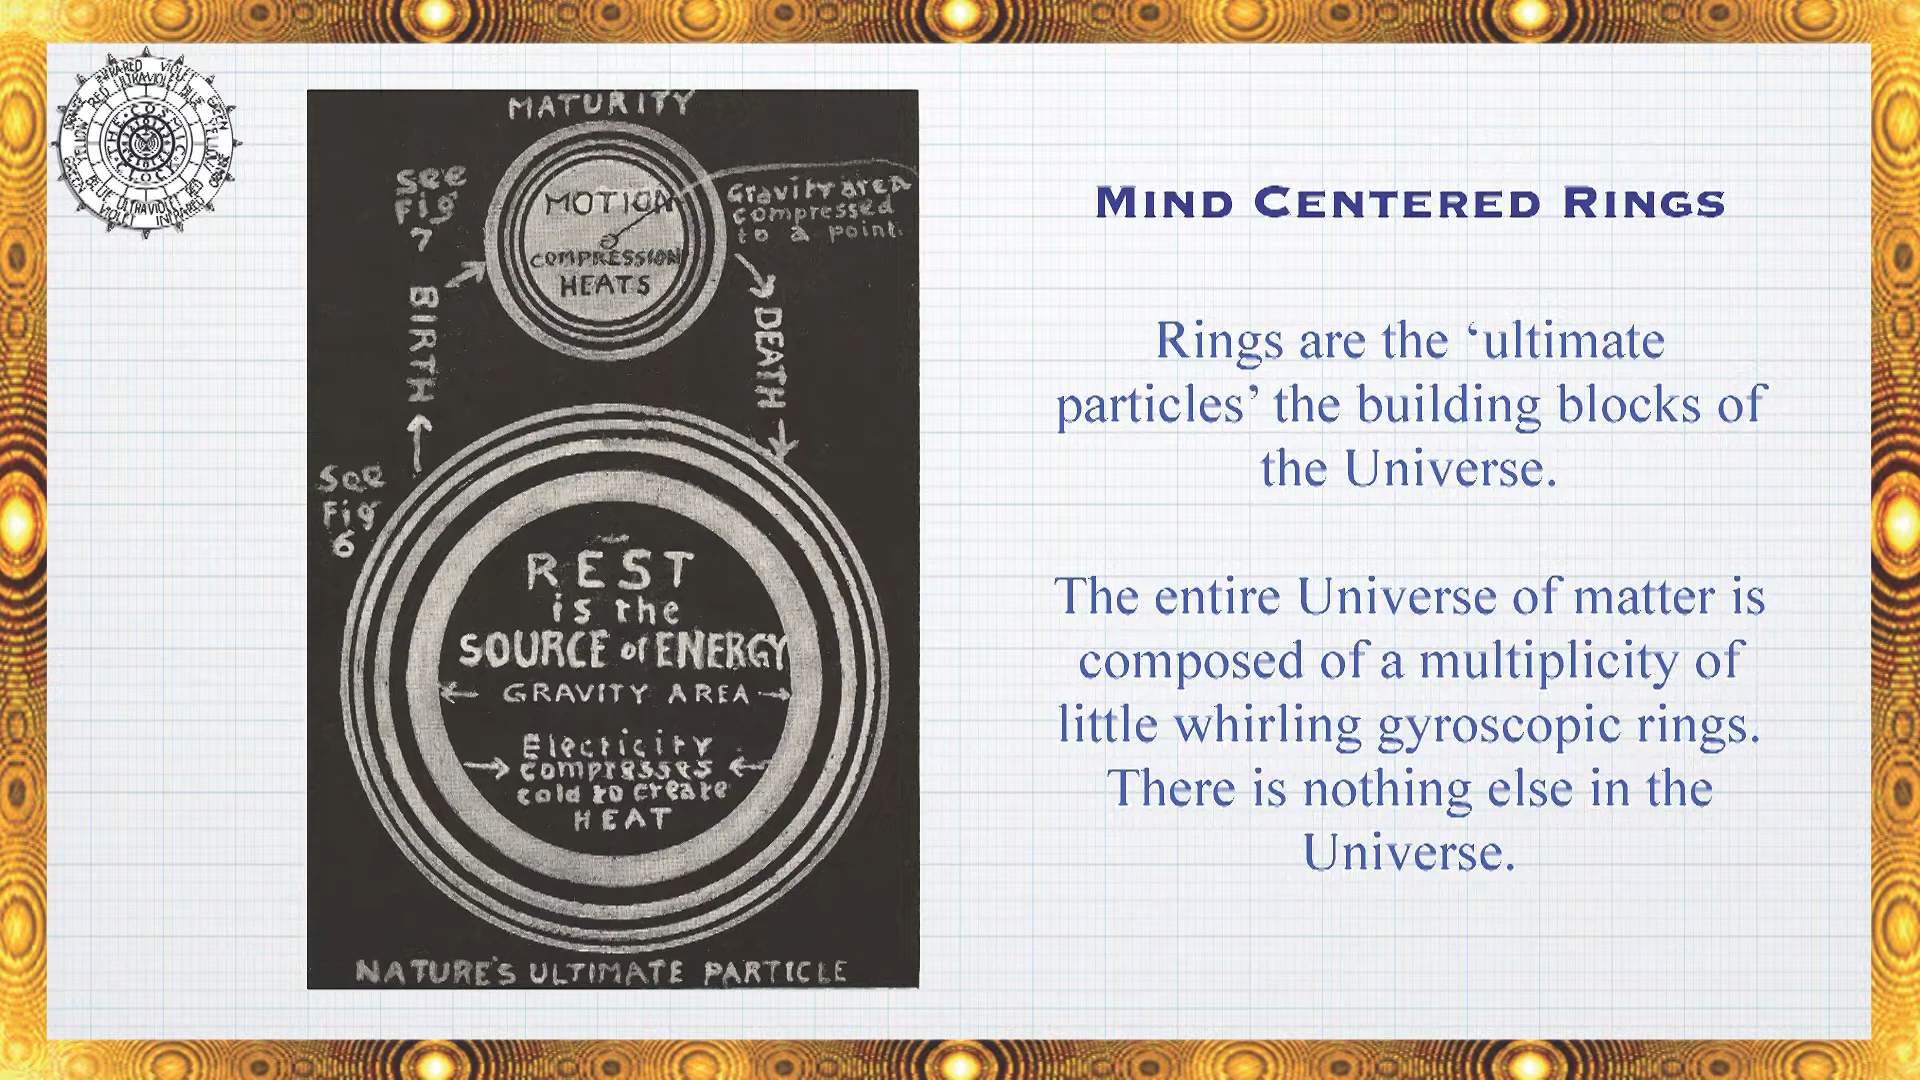 MATURITY
See
Fig
7
MOTION
COMPRESSION
HEATS
Gravity area
compressed
to a point.
BIRTH
DEATH
See
Fig
6
REST
is the
SOURCE of ENERGY
GRAVITY AREA
Electricity
compresses
cold to create
HEAT
NATURE'S ULTIMATE PARTICLE
MIND CENTERED RINGS
Rings are the ‘ultimate
particles’ the building blocks of
the Universe.
The entire Universe of matter is
composed of a multiplicity of
little whirling gyroscopic rings.
There is nothing else in the
Universe.